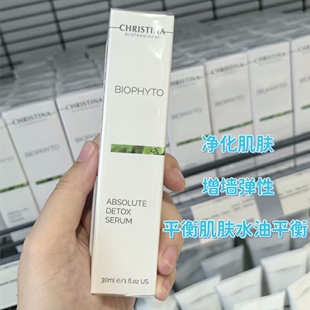 CHRISTINA
professional
BIOPHYTO
ABSOLUTE
DETOX
SERUM
30ml ℮/1 fl.oz US
净化肌肤
增墙弹性
平衡肌肤水油平衡